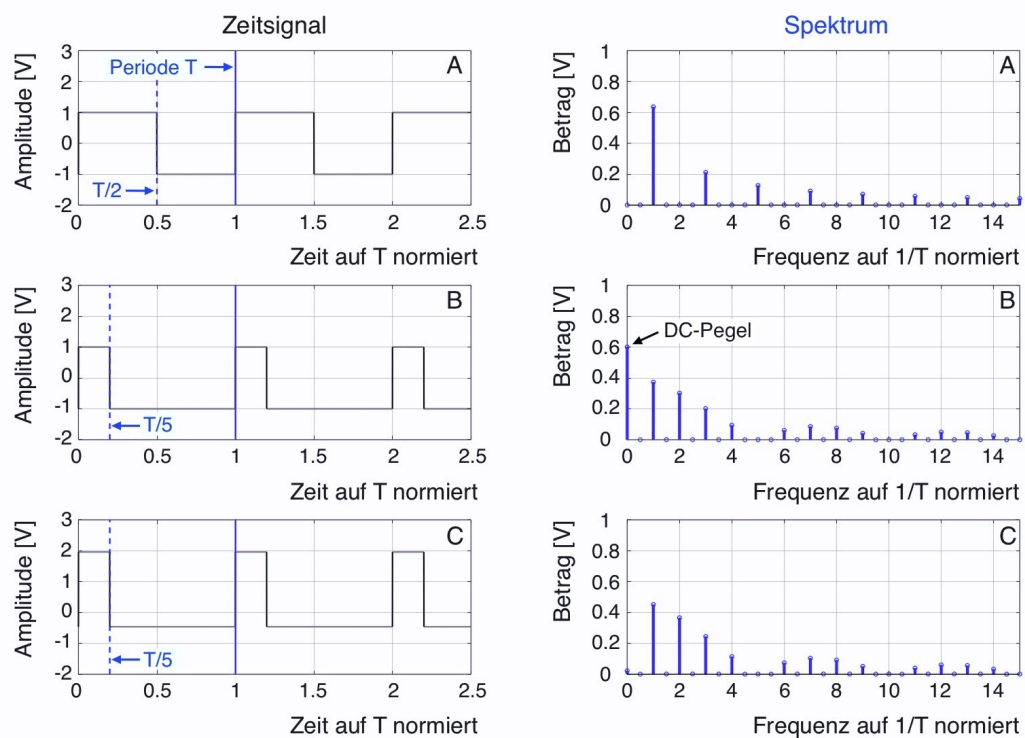 Zeitsignal
Amplitude [V]
3
2
1
0
-1
-2
Periode T
T/2
A
0
0.5
1
1.5
2
2.5
Zeit auf T normiert
Spektrum
Betrag [V]
1
0.8
0.6
0.4
0.2
0
A
0 2 4 6 8 10 12 14
Frequenz auf 1/T normiert
Amplitude [V]
3
2
1
0
-1
-2
T/5
B
0
0.5
1
1.5
2
2.5
Zeit auf T normiert
Betrag [V]
1
0.8
0.6
0.4
0.2
0
DC-Pegel
B
0 2 4 6 8 10 12 14
Frequenz auf 1/T normiert
Amplitude [V]
3
2
1
0
-1
-2
T/5
C
0
0.5
1
1.5
2
2.5
Zeit auf T normiert
Betrag [V]
1
0.8
0.6
0.4
0.2
0
C
0 2 4 6 8 10 12 14
Frequenz auf 1/T normiert